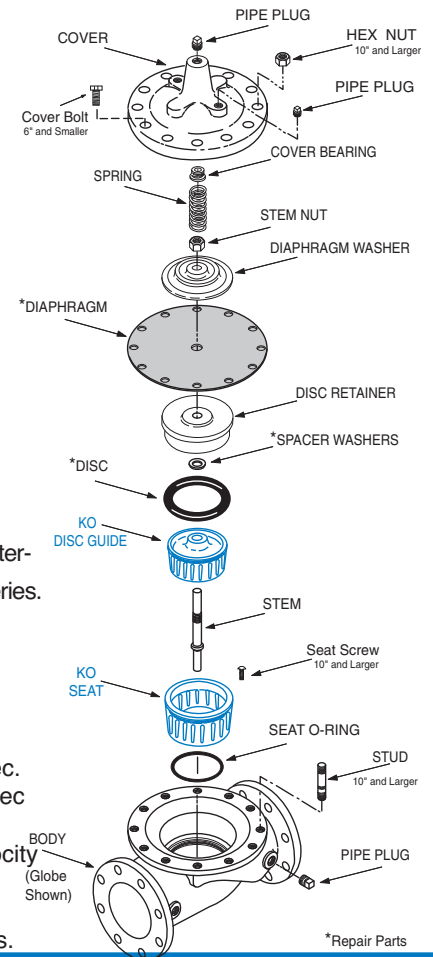 PIPE PLUG
COVER
HEX NUT
10" and Larger
PIPE PLUG
Cover Bolt
6" and Smaller
COVER BEARING
SPRING
STEM NUT
DIAPHRAGM WASHER
*DIAPHRAGM
DISC RETAINER
*SPACER WASHERS
*DISC
KO
DISC GUIDE
ter-
ries.
STEM
Seat Screw
10" and Larger
KO
SEAT
SEAT O-RING
STUD
10" and Larger
ec.
ec
BODY
ocity
(Globe
Shown)
PIPE PLUG
s.
*Repair Parts